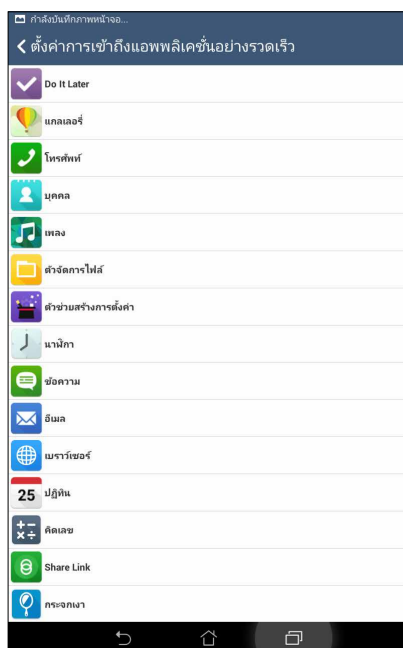 กำลังบันทึกภาพหน้าจอ...
ตั้งค่าการเข้าถึงแอพพลิเคชั่นอย่างรวดเร็ว
Do It Later
แกลเลอรี่
โทรศัพท์
บุคคล
เพลง
ตัวจัดการไฟล์
ตัวช่วยสร้างการตั้งค่า
นาฬิกา
ข้อความ
อีเมล
เบราว์เซอร์
25 ปฏิทิน
คิดเลข
Share Link
กระจกเงา